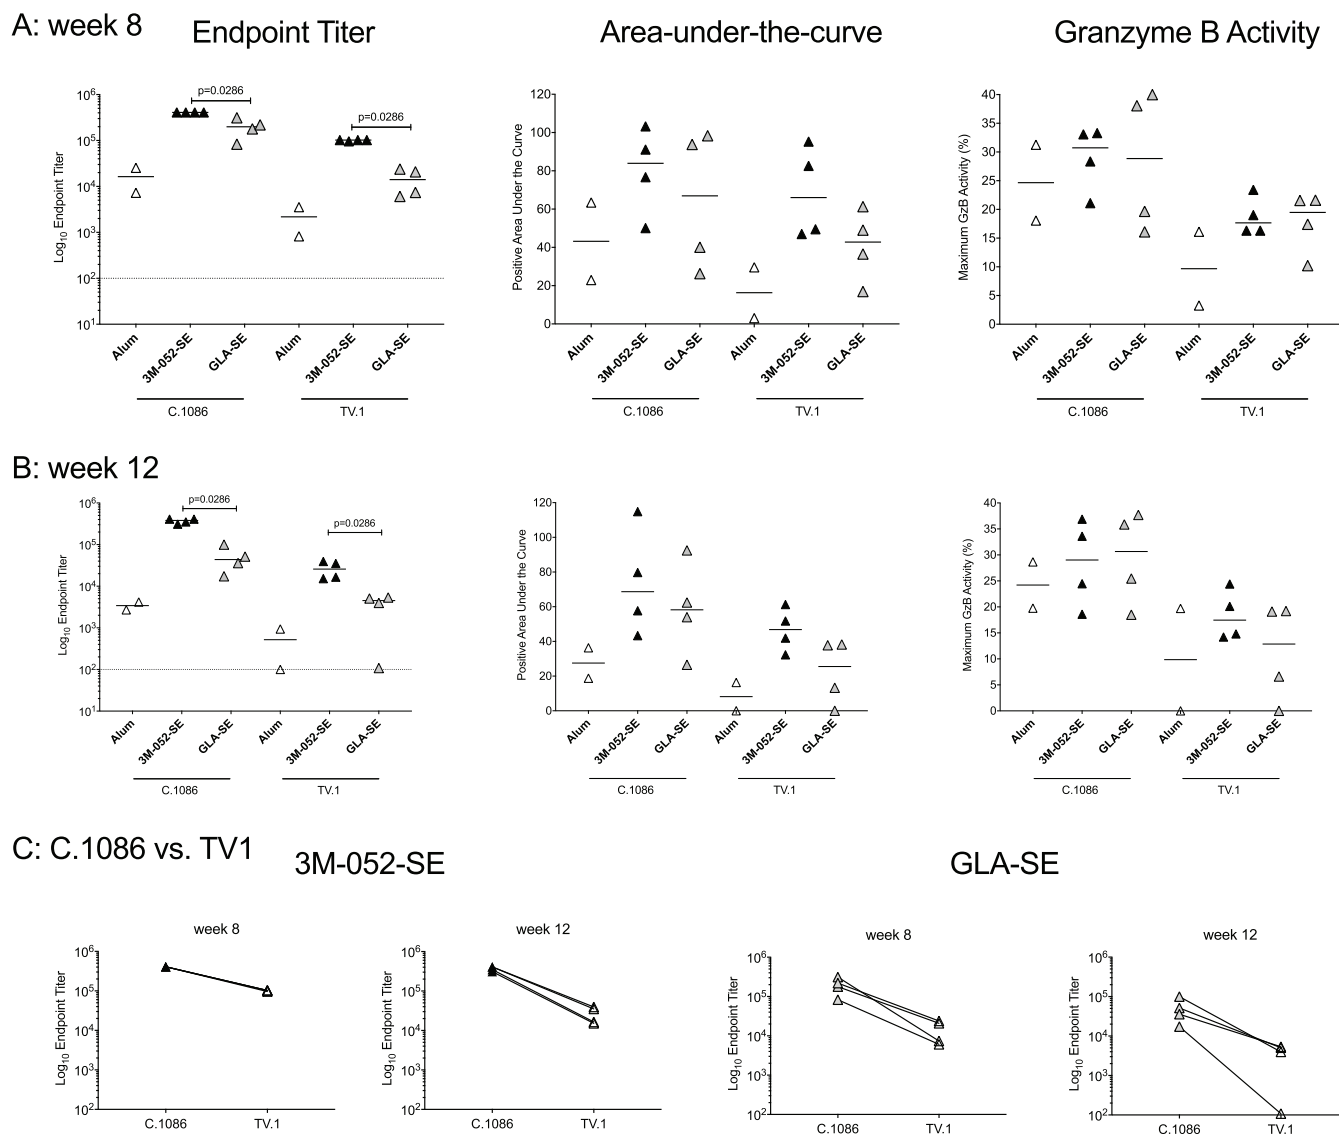 A: week 8
Endpoint Titer
Area-under-the-curve
Granzyme B Activity
Log10 Endpoint Titer
10^6
10^5
10^4
10^3
10^2
10^1
p=0.0286
p=0.0286
Alum
3M-052-SE
GLA-SE
Alum
3M-052-SE
GLA-SE
C.1086
TV.1
Positive Area Under the Curve
120
100
80
60
40
20
0
Alum
3M-052-SE
GLA-SE
Alum
3M-052-SE
GLA-SE
C.1086
TV.1
Maximum GzB Activity (%)
40
35
30
25
20
15
10
5
0
Alum
3M-052-SE
GLA-SE
Alum
3M-052-SE
GLA-SE
C.1086
TV.1
B: week 12
Log10 Endpoint Titer
10^6
10^5
10^4
10^3
10^2
10^1
p=0.0286
p=0.0286
Alum
3M-052-SE
GLA-SE
Alum
3M-052-SE
GLA-SE
C.1086
TV.1
Positive Area Under the Curve
120
100
80
60
40
20
0
Alum
3M-052-SE
GLA-SE
Alum
3M-052-SE
GLA-SE
C.1086
TV.1
Maximum GzB Activity (%)
40
35
30
25
20
15
10
5
0
Alum
3M-052-SE
GLA-SE
Alum
3M-052-SE
GLA-SE
C.1086
TV.1
C: C.1086 vs. TV1
3M-052-SE
GLA-SE
week 8
Log10 Endpoint Titer
10^6
10^5
10^4
10^3
10^2
C.1086
TV.1
week 12
Log10 Endpoint Titer
10^6
10^5
10^4
10^3
10^2
C.1086
TV.1
week 8
Log10 Endpoint Titer
10^6
10^5
10^4
10^3
10^2
C.1086
TV.1
week 12
Log10 Endpoint Titer
10^6
10^5
10^4
10^3
10^2
C.1086
TV.1